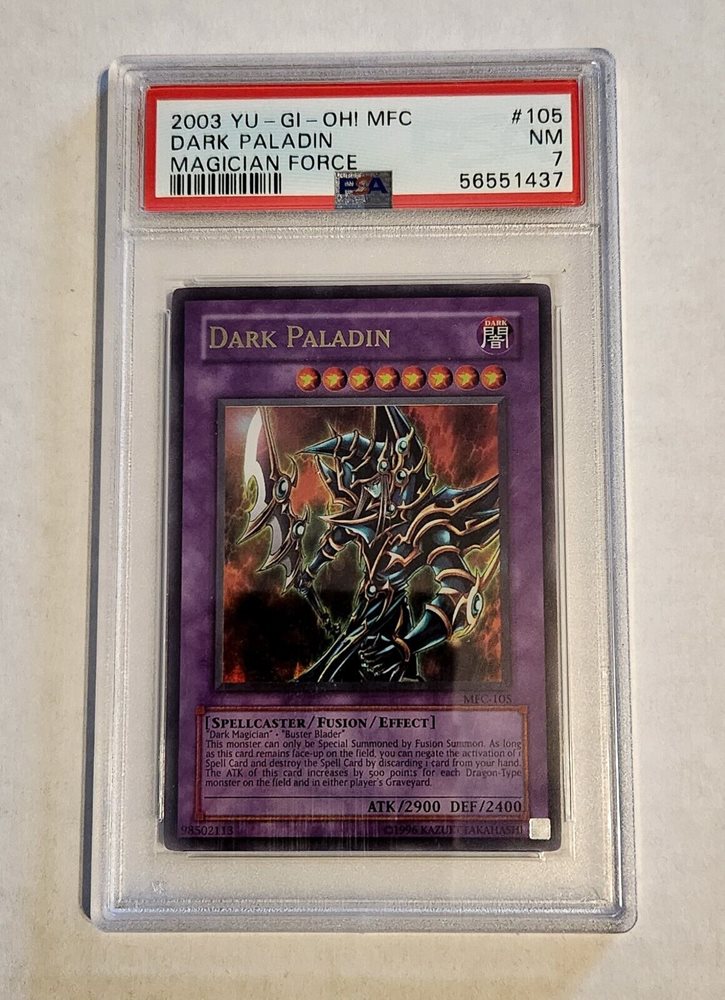 2003 YU-GI-OH! MFC #105
DARK PALADIN NM
MAGICIAN FORCE 7
PSA 56551437
DARK PALADIN
DARK
闇
MFC-105
[SPELLCASTER/FUSION/EFFECT]
"Dark Magician" · "Buster Blader"
This monster can only be Special Summoned by Fusion Summon. As long
as this card remains face-up on the field, you can negate the activation of 1
Spell Card and destroy the Spell Card by discarding 1 card from your hand.
The ATK of this card increases by 500 points for each Dragon-Type
monster on the field and in either player's Graveyard.
ATK/2900 DEF/2400
98502113 ©1996 KAZUKI TAKAHASHI